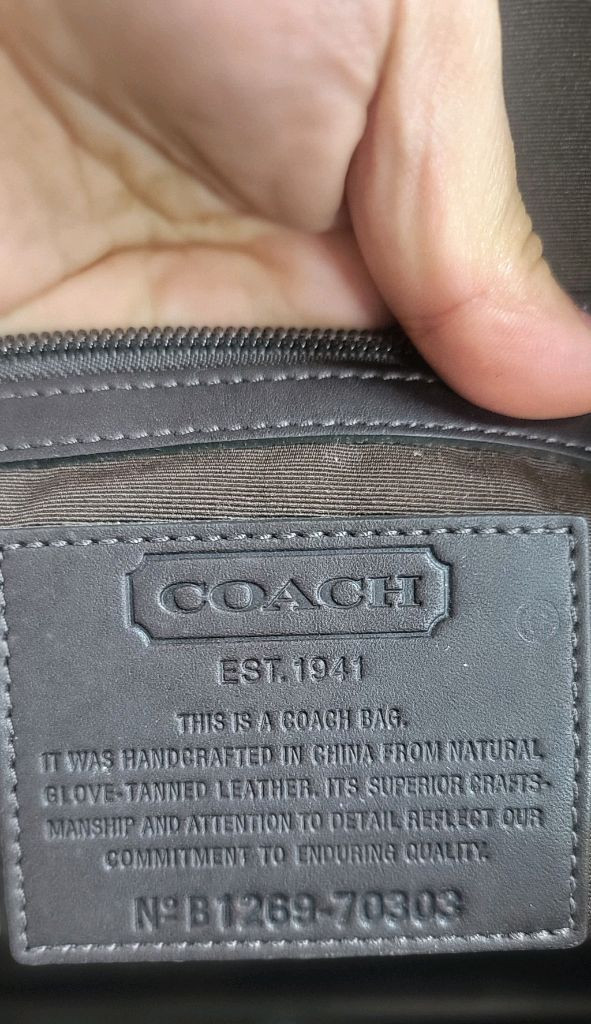 COACH
EST. 1941
THIS IS A COACH BAG.
IT WAS HANDCRAFTED IN CHINA FROM NATURAL
GLOVE-TANNED LEATHER. ITS SUPERIOR CRAFTS-
MANSHIP AND ATTENTION TO DETAIL REFLECT OUR
COMMITMENT TO ENDURING QUALITY.
Nº B1269-70303